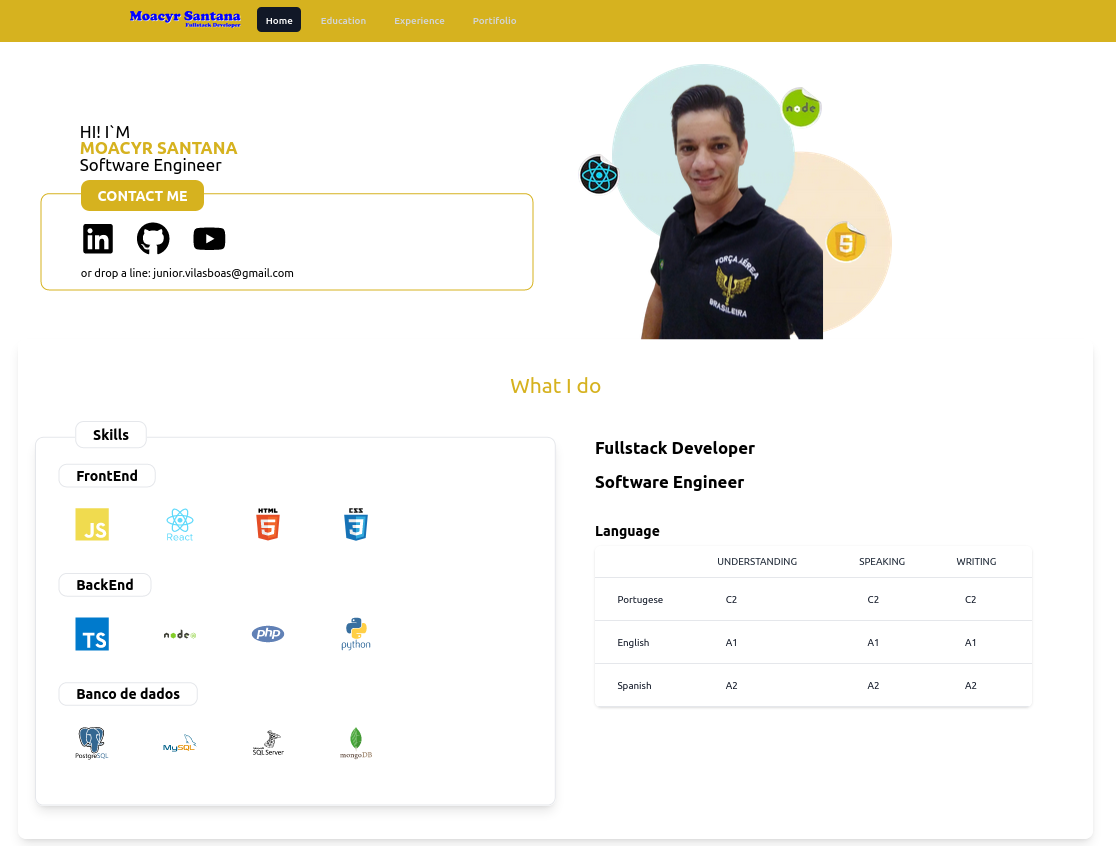 Moacyr Santana
Fullstack Developer
Home Education Experience Portifolio
HI! I`M
MOACYR SANTANA
Software Engineer
CONTACT ME
in
or drop a line: junior.vilasboas@gmail.com
node
FORÇA AÉREA
BRASILEIRA
What I do
Skills
FrontEnd
JS
React
HTML
5
CSS
3
BackEnd
TS
node
php
python
Banco de dados
PostgreSQL
MySQL
Microsoft
SQL Server
mongoDB
Fullstack Developer
Software Engineer
Language
UNDERSTANDING SPEAKING WRITING
Portugese C2 C2 C2
English A1 A1 A1
Spanish A2 A2 A2